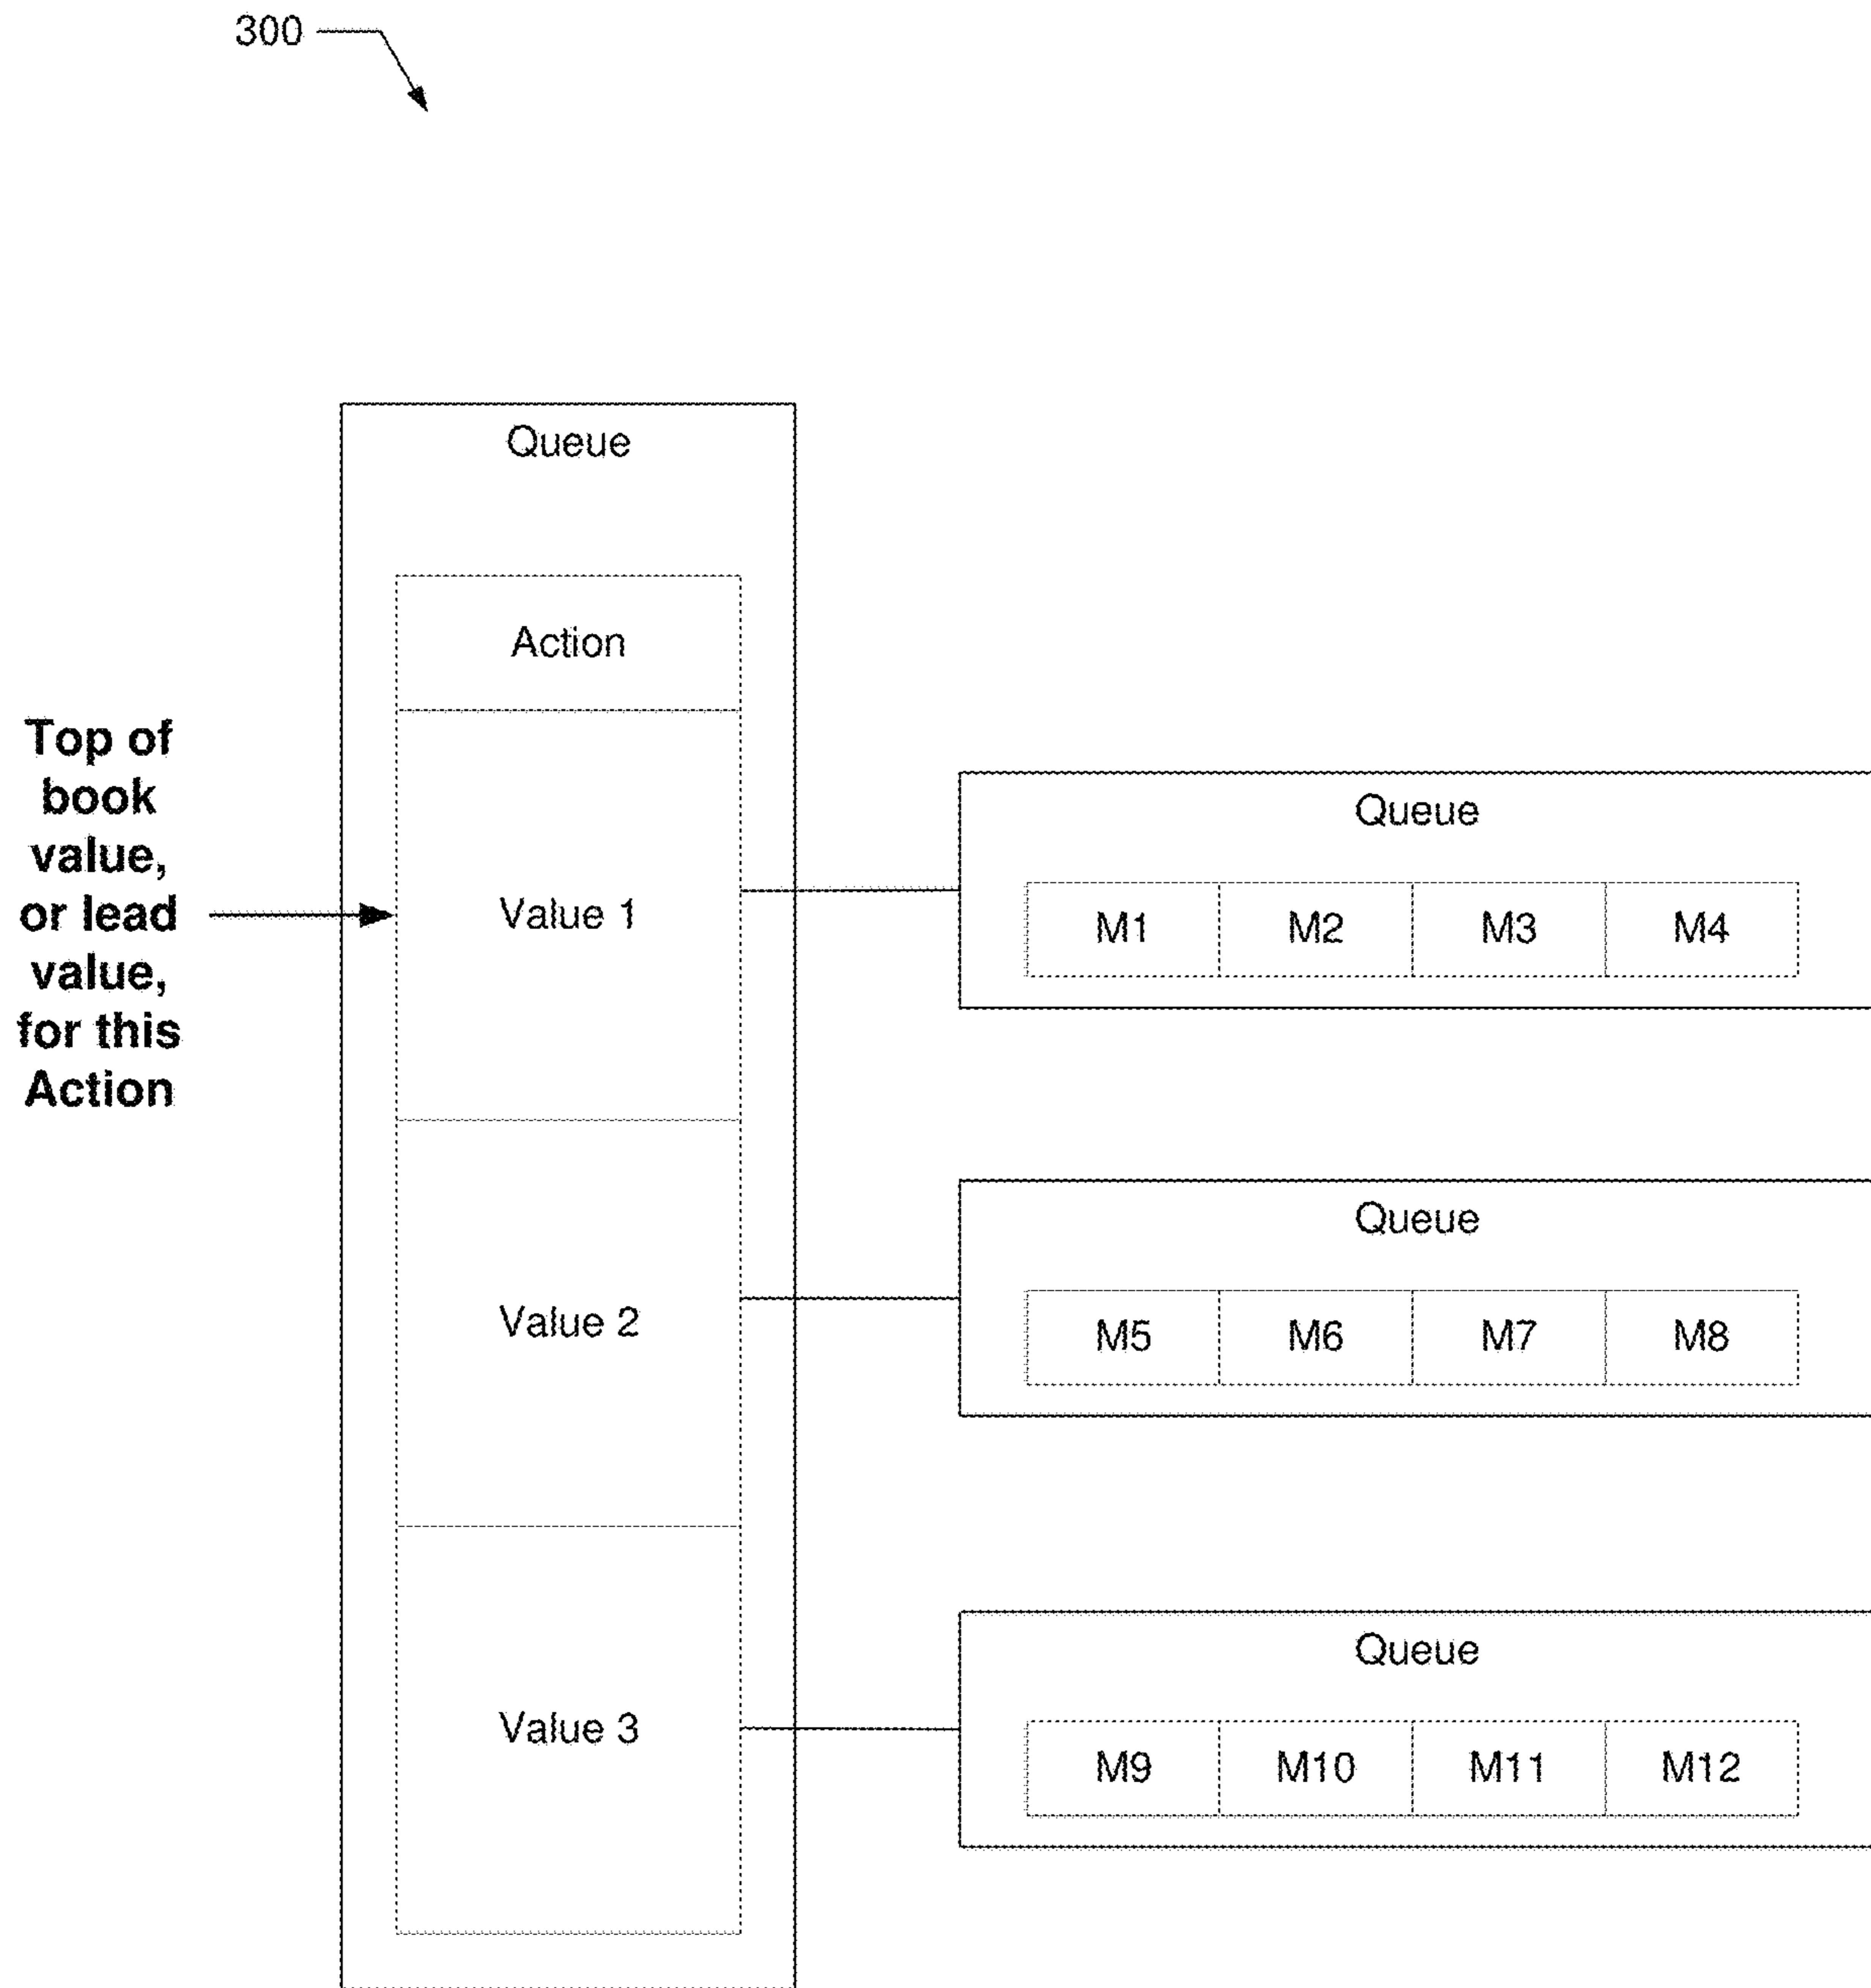 300
Queue
Action
Top of
book
value,
or lead
value,
for this
Action
Value 1
Queue
M1 M2 M3 M4
Value 2
Queue
M5 M6 M7 M8
Value 3
Queue
M9 M10 M11 M12